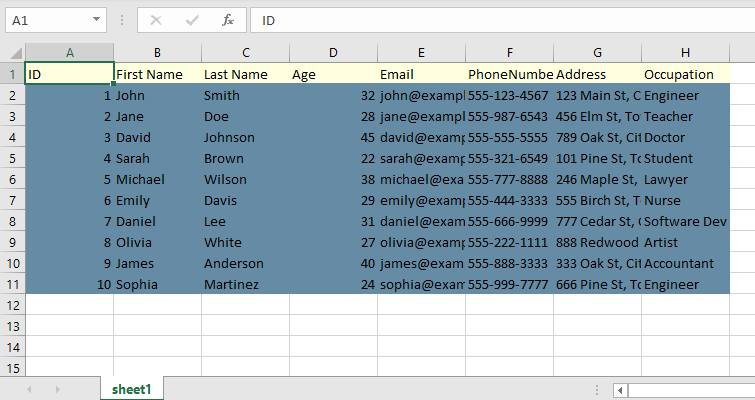 A1 fx ID
A B C D E F G H
1 ID First Name Last Name Age Email PhoneNumbe Address Occupation
2 1 John Smith 32 john@exampl 555-123-4567 123 Main St, C Engineer
3 2 Jane Doe 28 jane@examp 555-987-6543 456 Elm St, To Teacher
4 3 David Johnson 45 david@exam 555-555-5555 789 Oak St, Cit Doctor
5 4 Sarah Brown 22 sarah@exam 555-321-6549 101 Pine St, To Student
6 5 Michael Wilson 38 michael@exa 555-777-8888 246 Maple St, Lawyer
7 6 Emily Davis 29 emily@exam 555-444-3333 555 Birch St, T Nurse
8 7 Daniel Lee 31 daniel@exam 555-666-9999 777 Cedar St, Software Dev
9 8 Olivia White 27 olivia@examp 555-222-1111 888 Redwood Artist
10 9 James Anderson 40 james@exam 555-888-3333 333 Oak St, Cit Accountant
11 10 Sophia Martinez 24 sophia@exam 555-999-7777 666 Pine St, To Engineer
12
13
14
15
sheet1